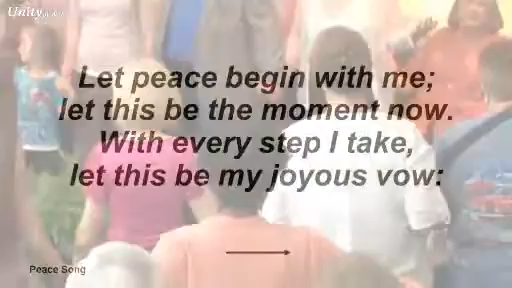 Unity
Let peace begin with me;
let this be the moment now.
With every step I take,
let this be my joyous vow:
Peace Song